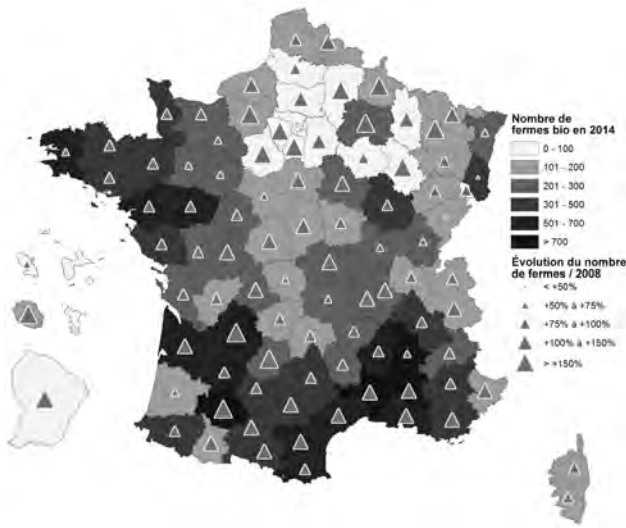 Nombre de
fermes bio en 2014
0 - 100
101 - 200
201 - 300
301 - 500
501 - 700
> 700
Évolution du nombre
de fermes / 2008
< +50%
+50% à +75%
+75% à +100%
+100% à +150%
> +150%